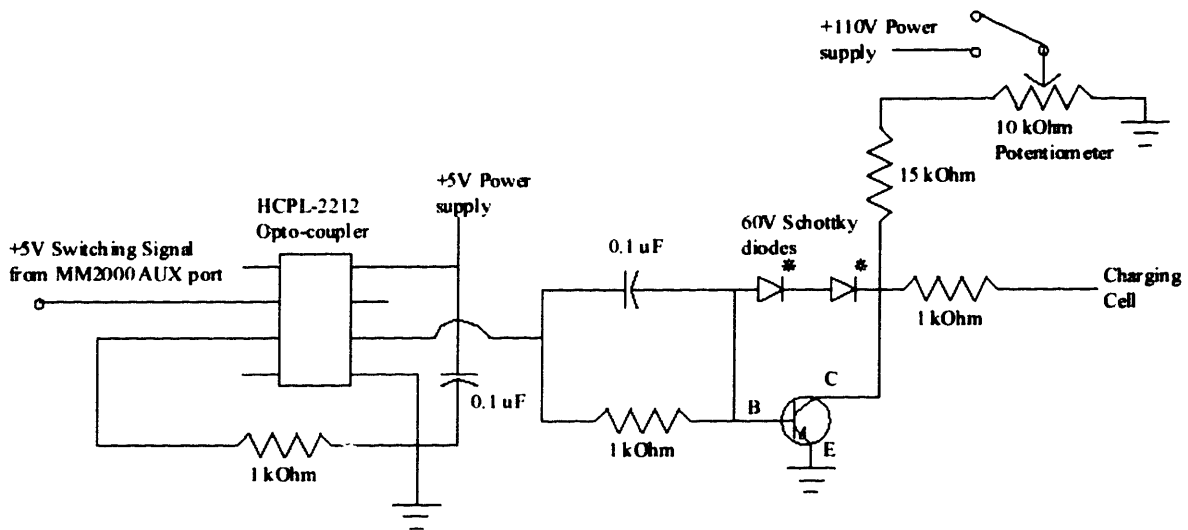 +110V Power
supply
10 kOhm
Potentiometer
15 kOhm
+5V Power
supply
HCPL-2212
Opto-coupler
60V Schottky
diodes
0.1 uF
+5V Switching Signal
from MM2000 AUX port
* *
Charging
Cell
1 kOhm
C
0.1 uF
B
E
1 kOhm
1 kOhm